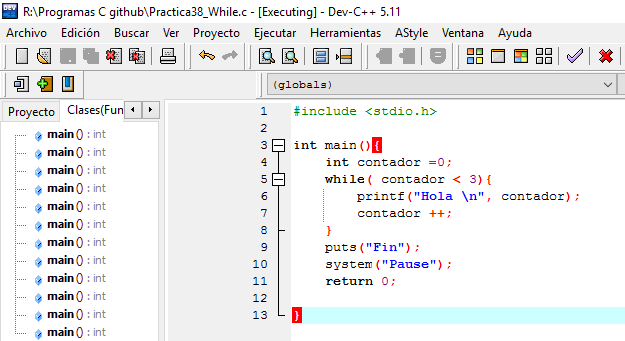 R:\Programas C github\Practica38_While.c - [Executing] - Dev-C++ 5.11
Archivo Edición Buscar Ver Proyecto Ejecutar Herramientas AStyle Ventana Ayuda
(globals)
Proyecto Clases(Fun
main() : int
main() : int
main() : int
main() : int
main() : int
main() : int
main() : int
main() : int
main() : int
main() : int
main() : int
main() : int
1 #include <stdio.h>
2
3 int main(){
4 int contador =0;
5 while( contador < 3){
6 printf("Hola \n", contador);
7 contador ++;
8 }
9 puts("Fin");
10 system("Pause");
11 return 0;
12
13 }